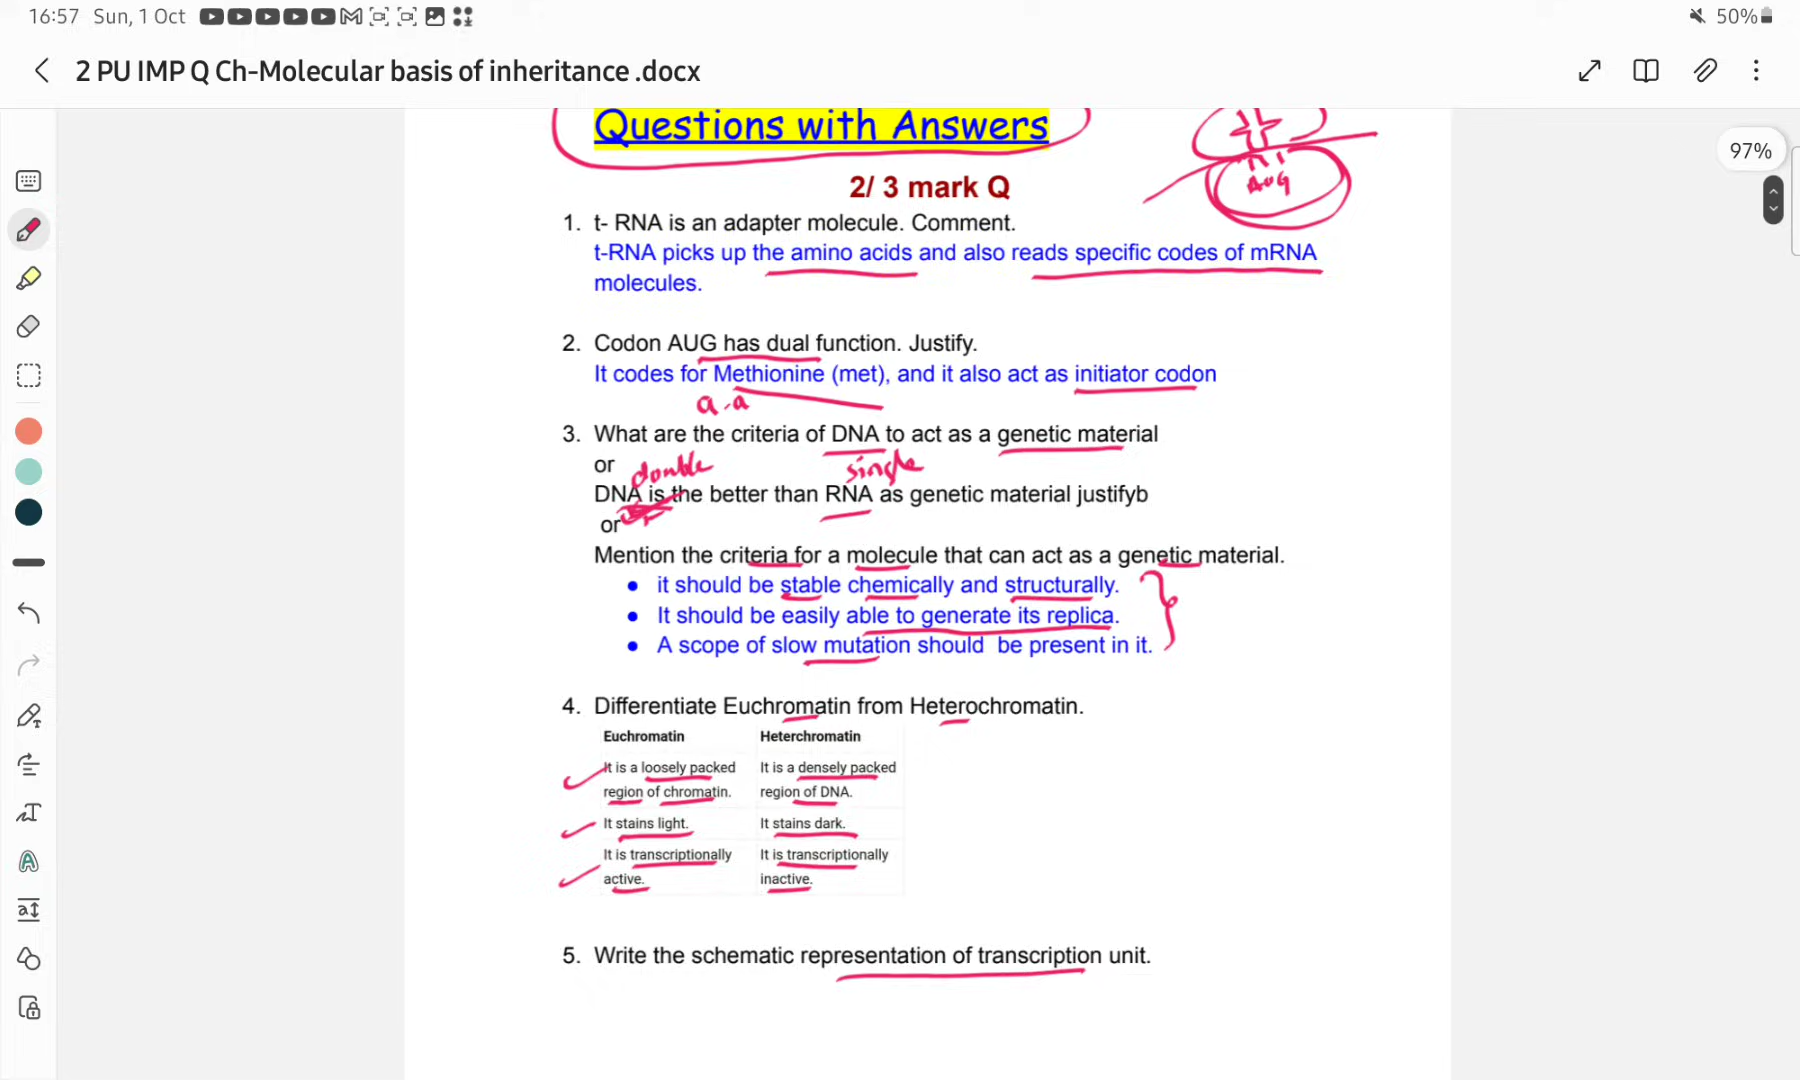 16:57 Sun, 1 Oct
50%
2 PU IMP Q Ch-Molecular basis of inheritance .docx
97%
Questions with Answers
AUG
2/ 3 mark Q
1. t- RNA is an adapter molecule. Comment.
t-RNA picks up the amino acids and also reads specific codes of mRNA
molecules.
2. Codon AUG has dual function. Justify.
It codes for Methionine (met), and it also act as initiator codon
a.a
3. What are the criteria of DNA to act as a genetic material
or
double single
DNA is the better than RNA as genetic material justifyb
or
Mention the criteria for a molecule that can act as a genetic material.
● it should be stable chemically and structurally.
● It should be easily able to generate its replica.
● A scope of slow mutation should be present in it.
4. Differentiate Euchromatin from Heterochromatin.
Euchromatin Heterchromatin
It is a loosely packed It is a densely packed
region of chromatin. region of DNA.
It stains light. It stains dark.
It is transcriptionally It is transcriptionally
active. inactive.
5. Write the schematic representation of transcription unit.